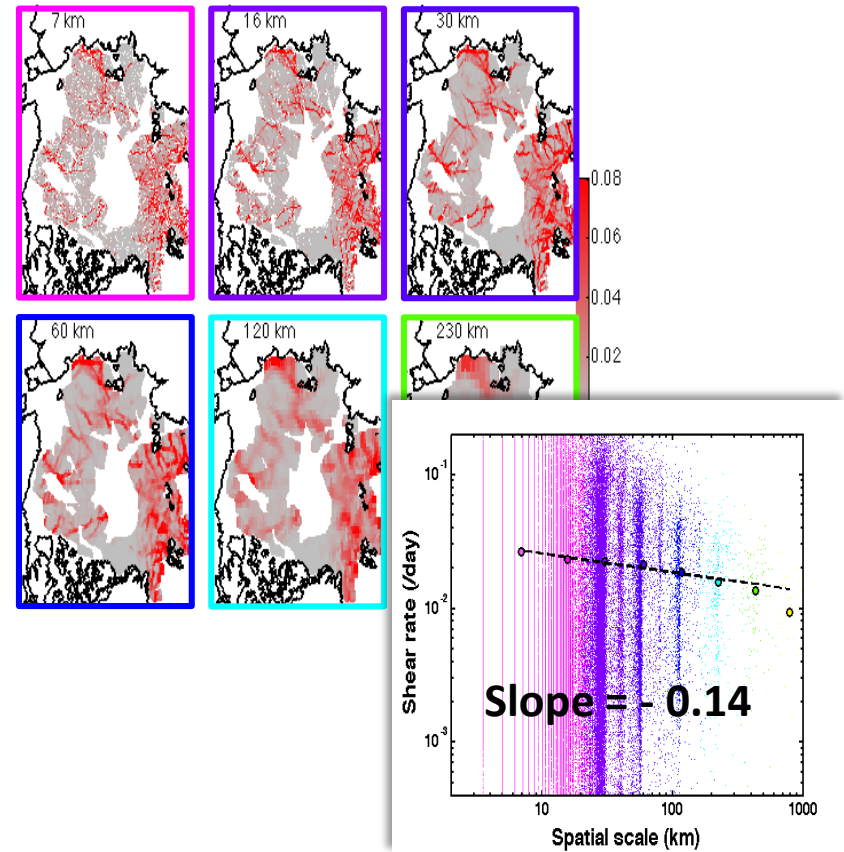 7 km
16 km
30 km
0.08
0.06
0.04
0.02
60 km
120 km
230 km
10⁻¹
10⁻²
10⁻³
Shear rate (/day)
Slope = - 0.14
10
100
1000
Spatial scale (km)